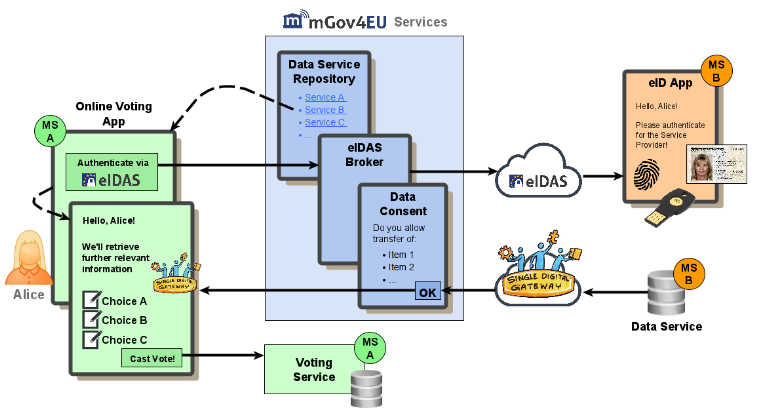 mGov4EU Services
Data Service
Repository
• Service A
• Service B
• Service C
• ...
MS
B
eID App
Hello, Alice!
Please authenticate
for the Service
Provider!
Online Voting
App
MS
A
Authenticate via
eIDAS
eIDAS
Broker
eIDAS
Data
Consent
Do you allow
transfer of:
• Item 1
• Item 2
• ...
OK
Hello, Alice!
We'll retrieve
further relevant
information
SINGLE DIGITAL
GATEWAY
Choice A
Choice B
Choice C
Cast Vote!
Alice
SINGLE DIGITAL
GATEWAY
MS
B
Data Service
Voting
Service
MS
A